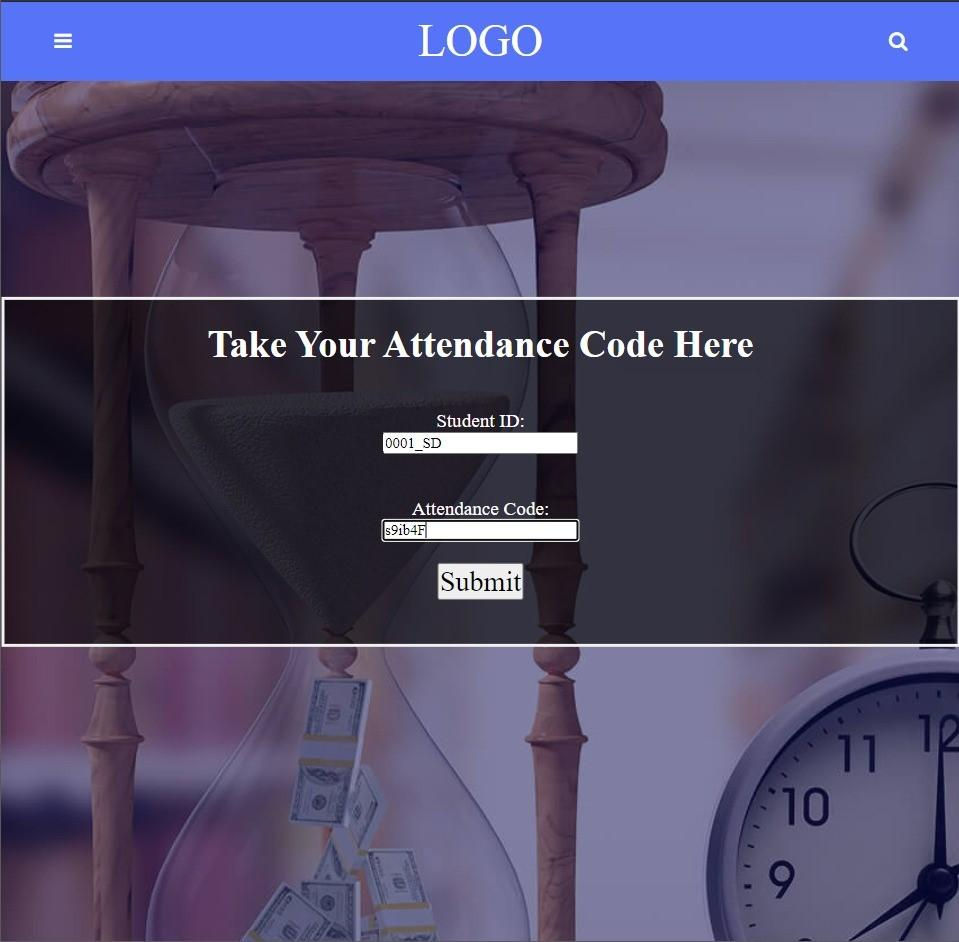 LOGO
Take Your Attendance Code Here
Student ID:
0001_SD
Attendance Code:
s9ib4F
Submit
12
11
10
9